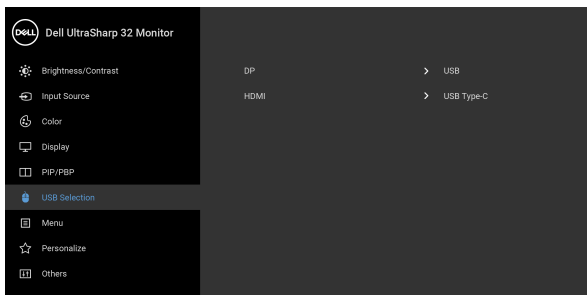 DELL Dell UltraSharp 32 Monitor
Brightness/Contrast
DP > USB
Input Source
HDMI > USB Type-C
Color
Display
PIP/PBP
USB Selection
Menu
Personalize
Others